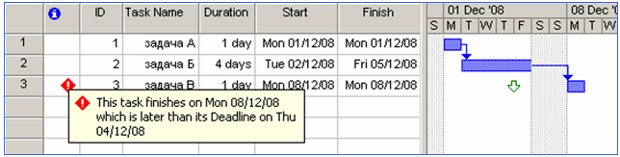 ID Task Name Duration Start Finish 01 Dec '08 08 Dec '0
S M T W T F S S M T W
1 1 задача А 1 day Mon 01/12/08 Mon 01/12/08
2 2 задача Б 4 days Tue 02/12/08 Fri 05/12/08
3 3 задача В 1 day Mon 08/12/08 Mon 08/12/08
This task finishes on Mon 08/12/08
which is later than its Deadline on Thu
04/12/08